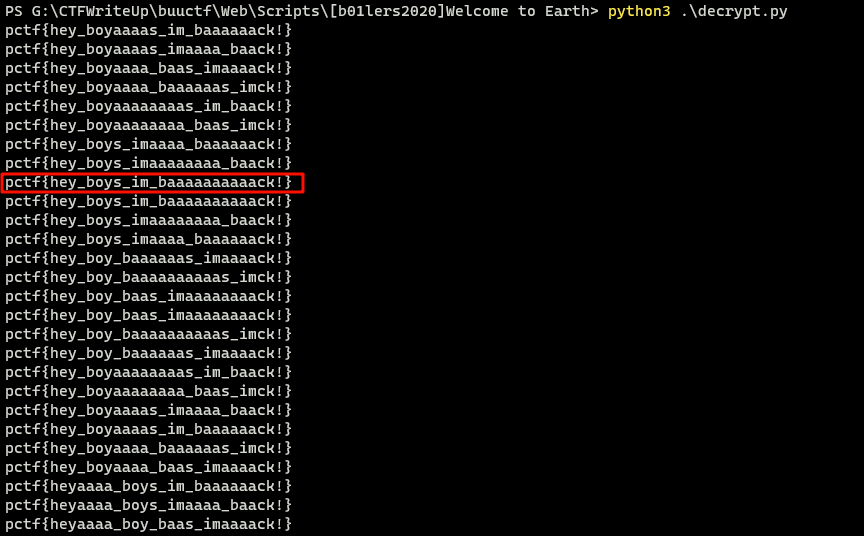 PS G:\CTFWriteUp\buuctf\Web\Scripts\[b01lers2020]Welcome to Earth> python3 .\decrypt.py
pctf{hey_boyaaaas_im_baaaaaack!}
pctf{hey_boyaaaas_imaaaa_baack!}
pctf{hey_boyaaaa_baas_imaaaack!}
pctf{hey_boyaaaa_baaaaaas_imck!}
pctf{hey_boyaaaaaaaas_im_baack!}
pctf{hey_boyaaaaaaaa_baas_imck!}
pctf{hey_boys_imaaaa_baaaaaack!}
pctf{hey_boys_imaaaaaaaa_baack!}
pctf{hey_boys_im_baaaaaaaaaack!}
pctf{hey_boys_im_baaaaaaaaaack!}
pctf{hey_boys_imaaaaaaaa_baack!}
pctf{hey_boys_imaaaa_baaaaaack!}
pctf{hey_boy_baaaaaas_imaaaack!}
pctf{hey_boy_baaaaaaaaaas_imck!}
pctf{hey_boy_baas_imaaaaaaaack!}
pctf{hey_boy_baas_imaaaaaaaack!}
pctf{hey_boy_baaaaaaaaaas_imck!}
pctf{hey_boy_baaaaaas_imaaaack!}
pctf{hey_boyaaaaaaaas_im_baack!}
pctf{hey_boyaaaaaaaa_baas_imck!}
pctf{hey_boyaaaas_imaaaa_baack!}
pctf{hey_boyaaaas_im_baaaaaack!}
pctf{hey_boyaaaa_baaaaaas_imck!}
pctf{hey_boyaaaa_baas_imaaaack!}
pctf{heyaaaa_boys_im_baaaaaack!}
pctf{heyaaaa_boys_imaaaa_baack!}
pctf{heyaaaa_boy_baas_imaaaack!}